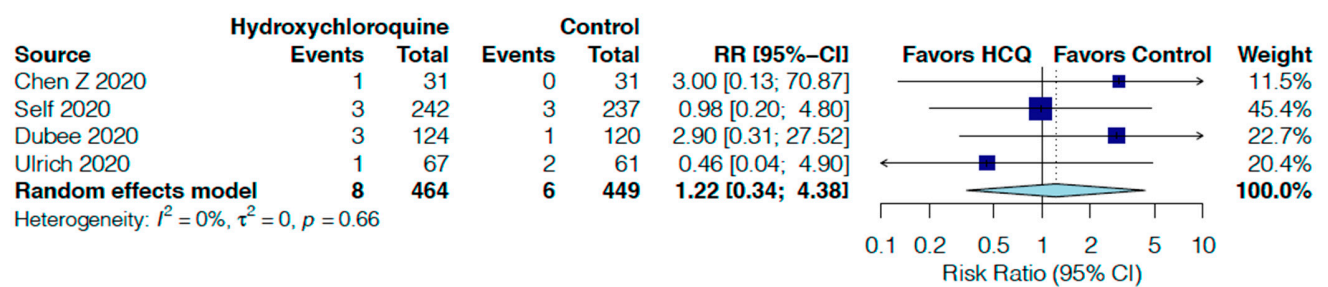 Hydroxychloroquine Control
Source Events Total Events Total RR [95%−CI] Favors HCQ Favors Control Weight
Chen Z 2020 1 31 0 31 3.00 [0.13; 70.87] 11.5%
Self 2020 3 242 3 237 0.98 [0.20; 4.80] 45.4%
Dubee 2020 3 124 1 120 2.90 [0.31; 27.52] 22.7%
Ulrich 2020 1 67 2 61 0.46 [0.04; 4.90] 20.4%
Random effects model 8 464 6 449 1.22 [0.34; 4.38] 100.0%
Heterogeneity: I² = 0%, τ² = 0, p = 0.66
0.1 0.2 0.5 1 2 5 10
Risk Ratio (95% CI)